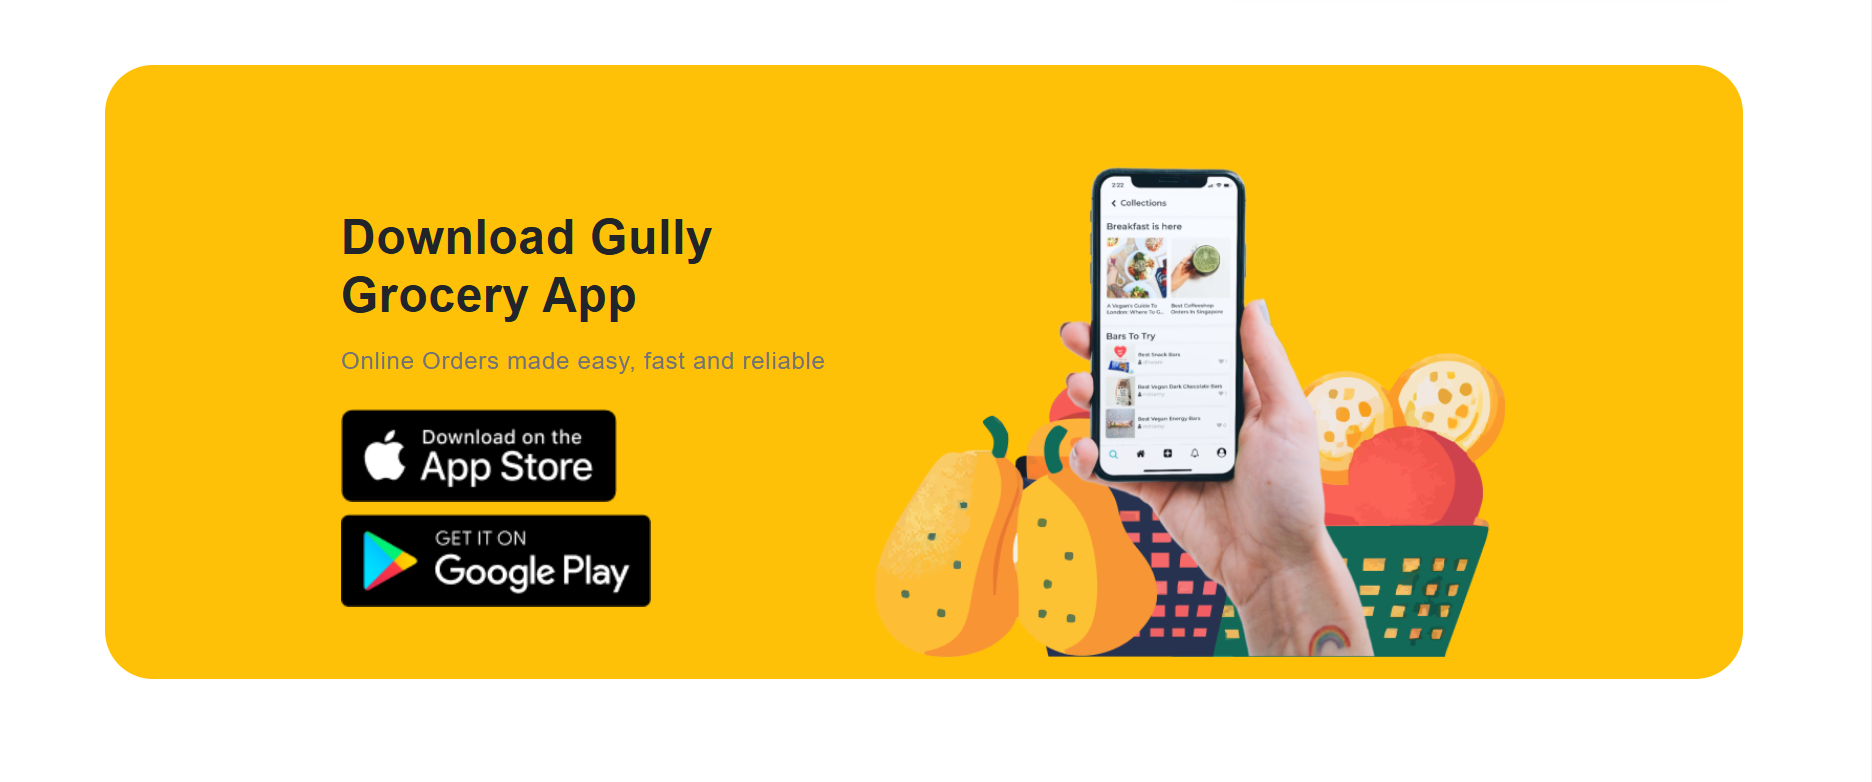 Download Gully
Grocery App
Online Orders made easy, fast and reliable
Download on the
App Store
GET IT ON
Google Play
2:22
Collections
Breakfast is here
A Vegan's Guide To
London: Where To G...
Best Coffeeshop
Orders In Singapore
Bars To Try
Best Snack Bars
Best Vegan Dark Chocolate Bars
Best Vegan Energy Bars